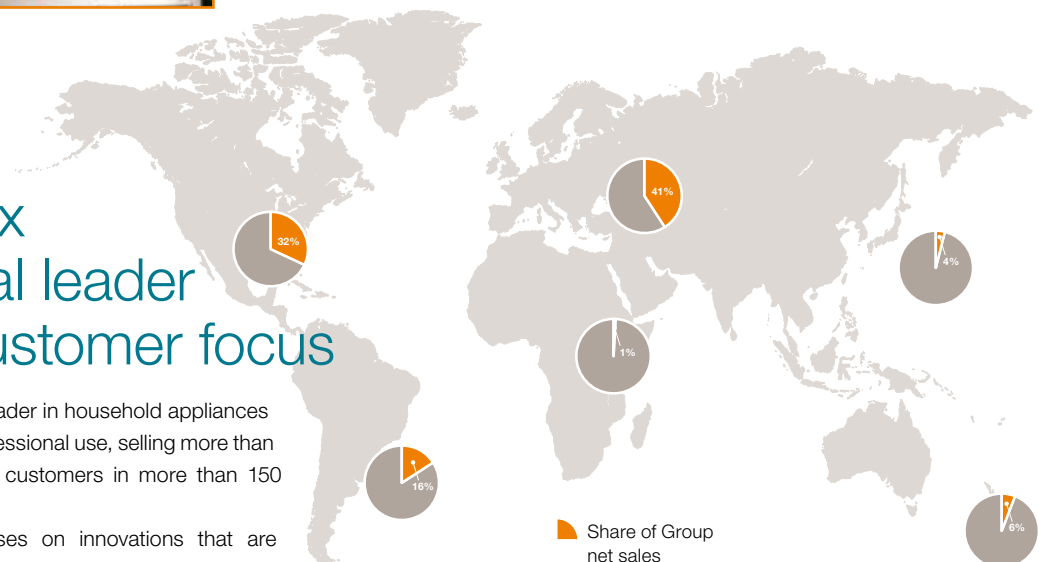 x
al leader
ustomer focus
ader in household appliances
essional use, selling more than
customers in more than 150
ses on innovations that are
32%
41%
4%
1%
16%
6%
Share of Group
net sales